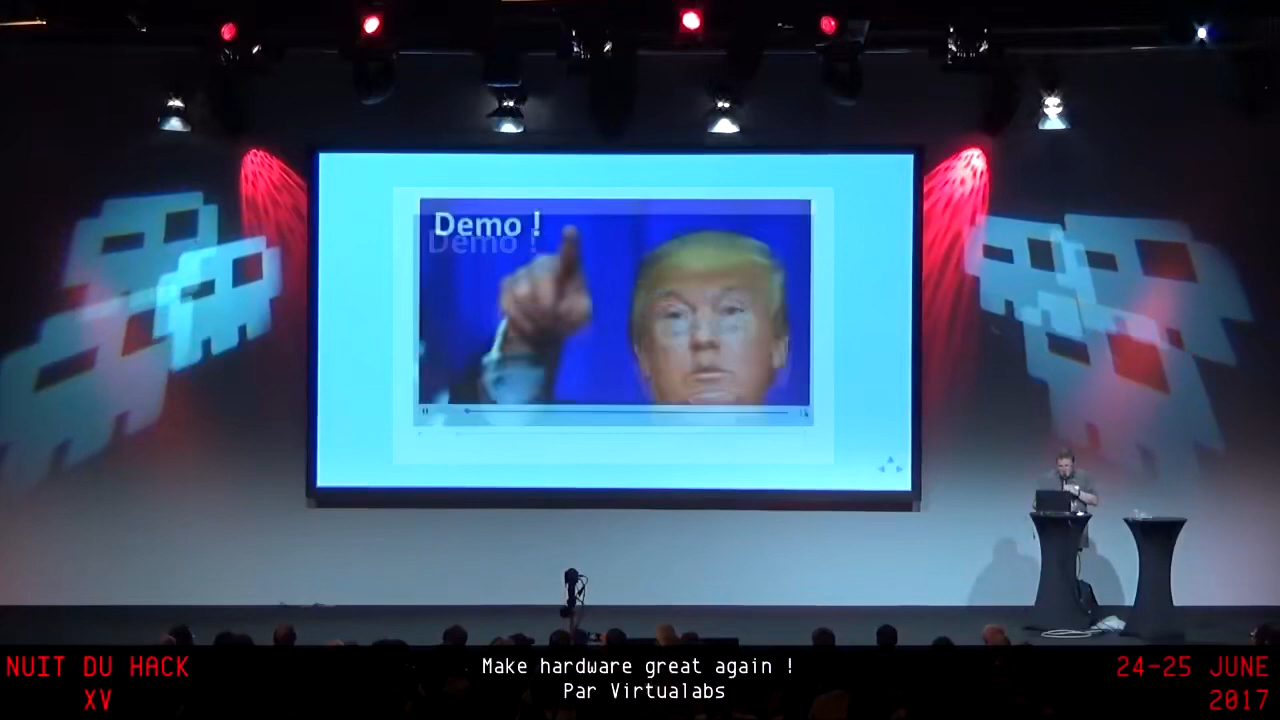 Demo !
Demo !
NUIT DU HACK
XV
Make hardware great again !
Par Virtualabs
24-25 JUNE
2017